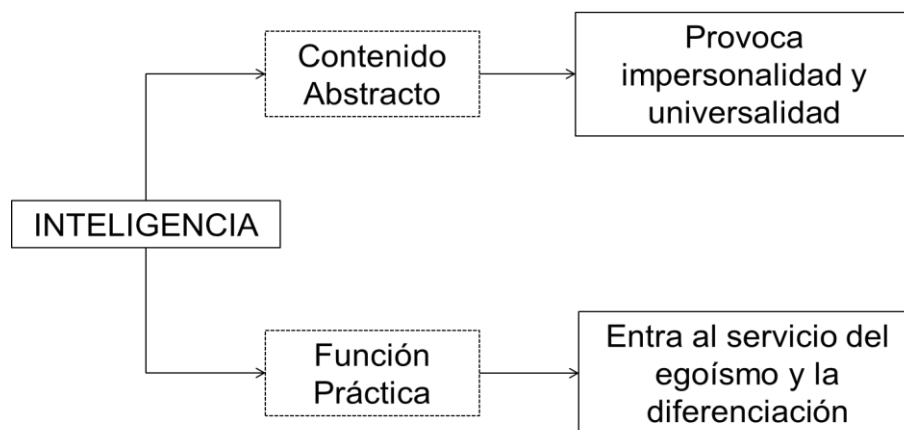 Contenido
Abstracto
Provoca
impersonalidad y
universalidad
INTELIGENCIA
Función
Práctica
Entra al servicio del
egoísmo y la
diferenciación